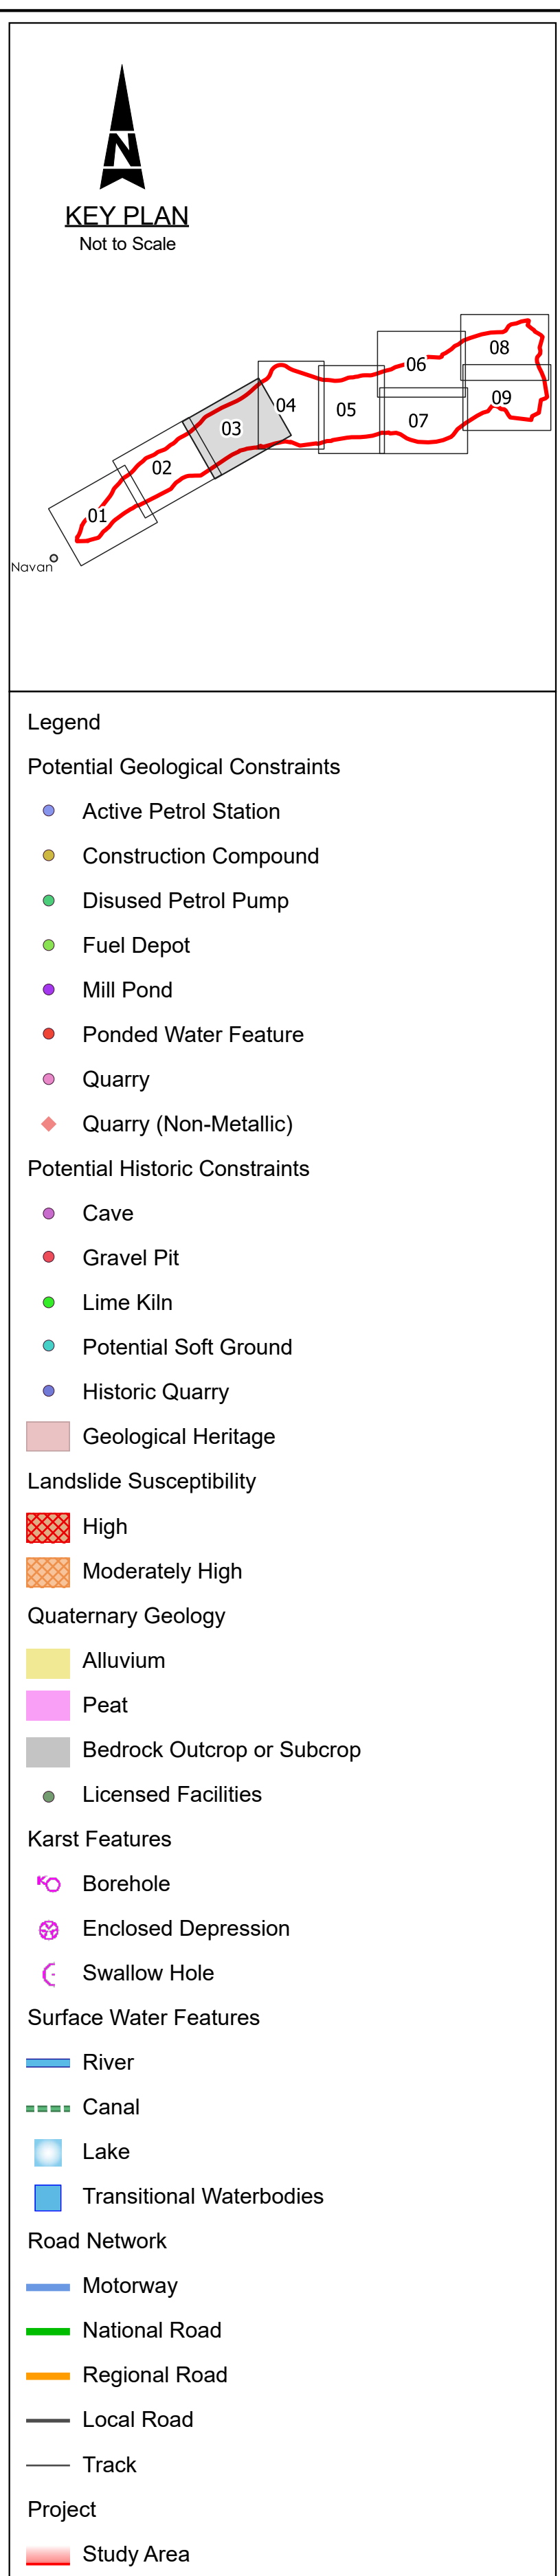 N
KEY PLAN
Not to Scale
08
06
09
04
05
03
07
02
01
Navan
Legend
Potential Geological Constraints
Active Petrol Station
Construction Compound
Disused Petrol Pump
Fuel Depot
Mill Pond
Ponded Water Feature
Quarry
Quarry (Non-Metallic)
Potential Historic Constraints
Cave
Gravel Pit
Lime Kiln
Potential Soft Ground
Historic Quarry
Geological Heritage
Landslide Susceptibility
High
Moderately High
Quaternary Geology
Alluvium
Peat
Bedrock Outcrop or Subcrop
Licensed Facilities
Karst Features
K Borehole
Enclosed Depression
Swallow Hole
Surface Water Features
River
Canal
Lake
Transitional Waterbodies
Road Network
Motorway
National Road
Regional Road
Local Road
Track
Project
Study Area